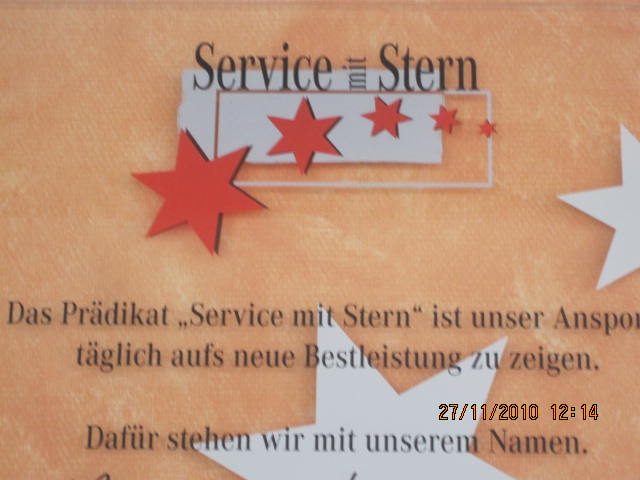 Service mit Stern
Das Prädikat „Service mit Stern“ ist unser Anspor
täglich aufs neue Bestleistung zu zeigen.
27/11/2010 12:14
Dafür stehen wir mit unserem Namen.